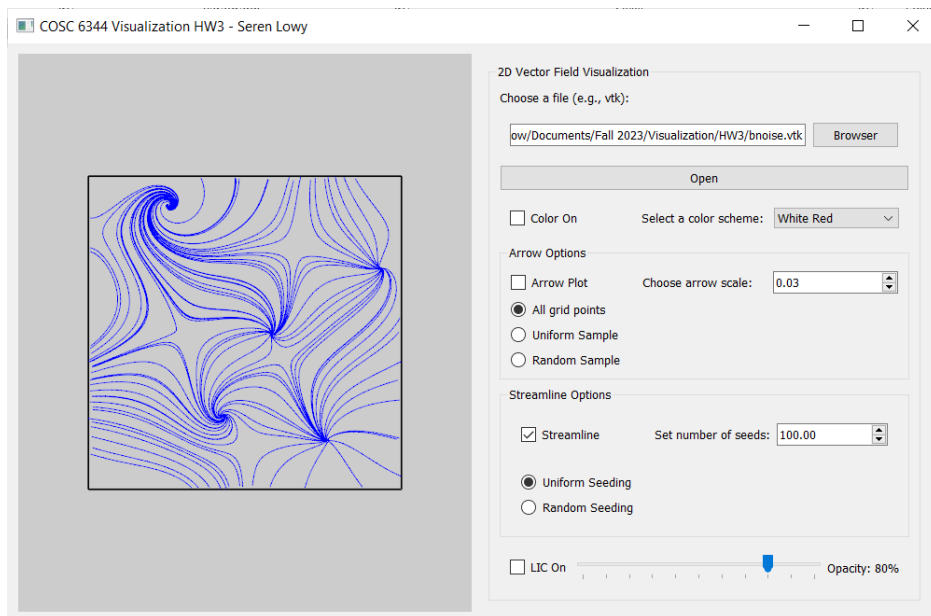 COSC 6344 Visualization HW3 - Seren Lowy
2D Vector Field Visualization
Choose a file (e.g., vtk):
ow/Documents/Fall 2023/Visualization/HW3/bnoise.vtk Browser
Open
Color On Select a color scheme: White Red
Arrow Options
Arrow Plot Choose arrow scale: 0.03
All grid points
Uniform Sample
Random Sample
Streamline Options
Streamline Set number of seeds: 100.00
Uniform Seeding
Random Seeding
LIC On Opacity: 80%